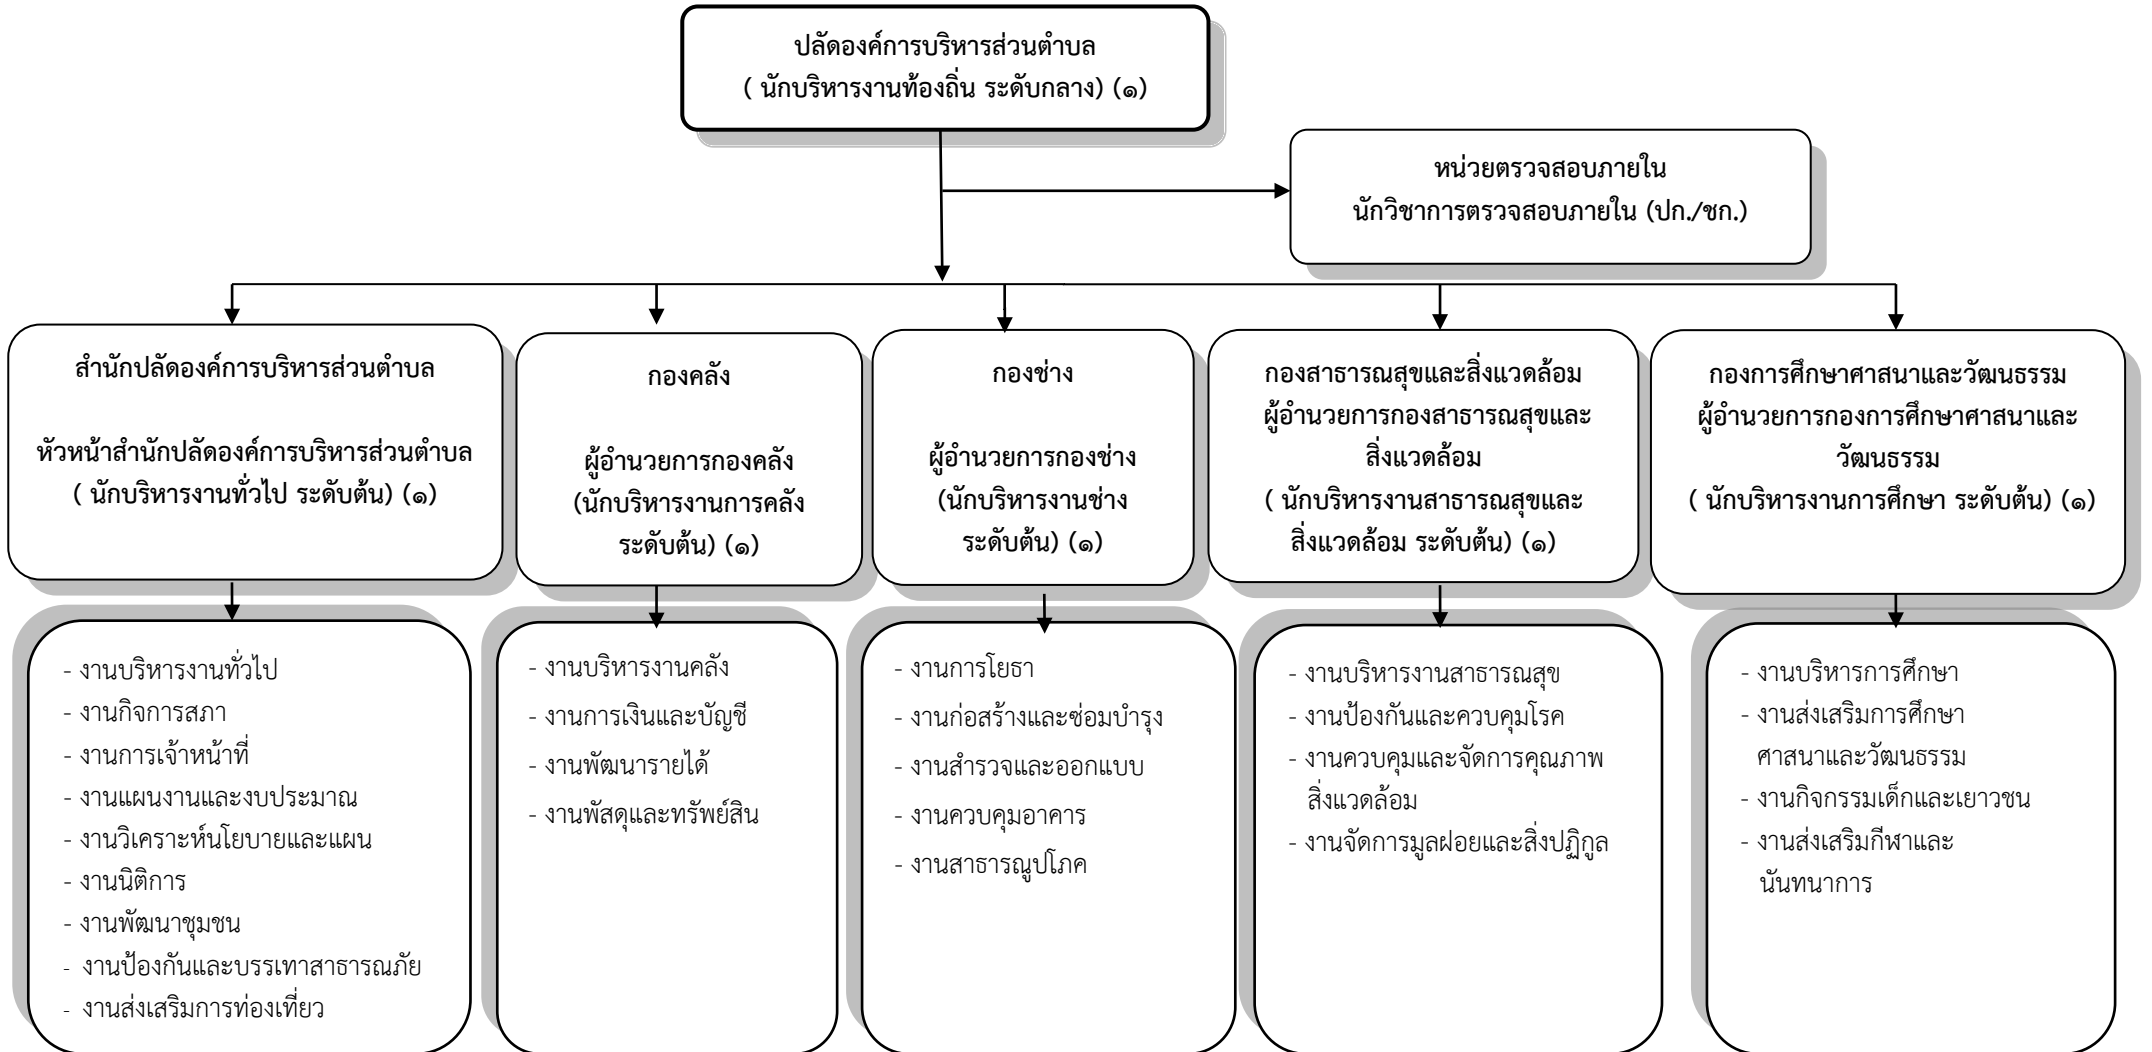 ปลัดองค์การบริหารส่วนตำบล
( นักบริหารงานท้องถิ่น ระดับกลาง) (๑)
หน่วยตรวจสอบภายใน
นักวิชาการตรวจสอบภายใน (ปก./ชก.)
สำนักปลัดองค์การบริหารส่วนตำบล
หัวหน้าสำนักปลัดองค์การบริหารส่วนตำบล
( นักบริหารงานทั่วไป ระดับต้น) (๑)
กองคลัง
ผู้อำนวยการกองคลัง
(นักบริหารงานการคลัง
ระดับต้น) (๑)
กองช่าง
ผู้อำนวยการกองช่าง
(นักบริหารงานช่าง
ระดับต้น) (๑)
กองสาธารณสุขและสิ่งแวดล้อม
ผู้อำนวยการกองสาธารณสุขและ
สิ่งแวดล้อม
( นักบริหารงานสาธารณสุขและ
สิ่งแวดล้อม ระดับต้น) (๑)
กองการศึกษาศาสนาและวัฒนธรรม
ผู้อำนวยการกองการศึกษาศาสนาและ
วัฒนธรรม
( นักบริหารงานการศึกษา ระดับต้น) (๑)
- งานบริหารงานทั่วไป
- งานกิจการสภา
- งานการเจ้าหน้าที่
- งานแผนงานและงบประมาณ
- งานวิเคราะห์นโยบายและแผน
- งานนิติการ
- งานพัฒนาชุมชน
- งานป้องกันและบรรเทาสาธารณภัย
- งานส่งเสริมการท่องเที่ยว
- งานบริหารงานคลัง
- งานการเงินและบัญชี
- งานพัฒนารายได้
- งานพัสดุและทรัพย์สิน
- งานการโยธา
- งานก่อสร้างและซ่อมบำรุง
- งานสำรวจและออกแบบ
- งานควบคุมอาคาร
- งานสาธารณูปโภค
- งานบริหารงานสาธารณสุข
- งานป้องกันและควบคุมโรค
- งานควบคุมและจัดการคุณภาพ
สิ่งแวดล้อม
- งานจัดการมูลฝอยและสิ่งปฏิกูล
- งานบริหารการศึกษา
- งานส่งเสริมการศึกษา
ศาสนาและวัฒนธรรม
- งานกิจกรรมเด็กและเยาวชน
- งานส่งเสริมกีฬาและ
นันทนาการ